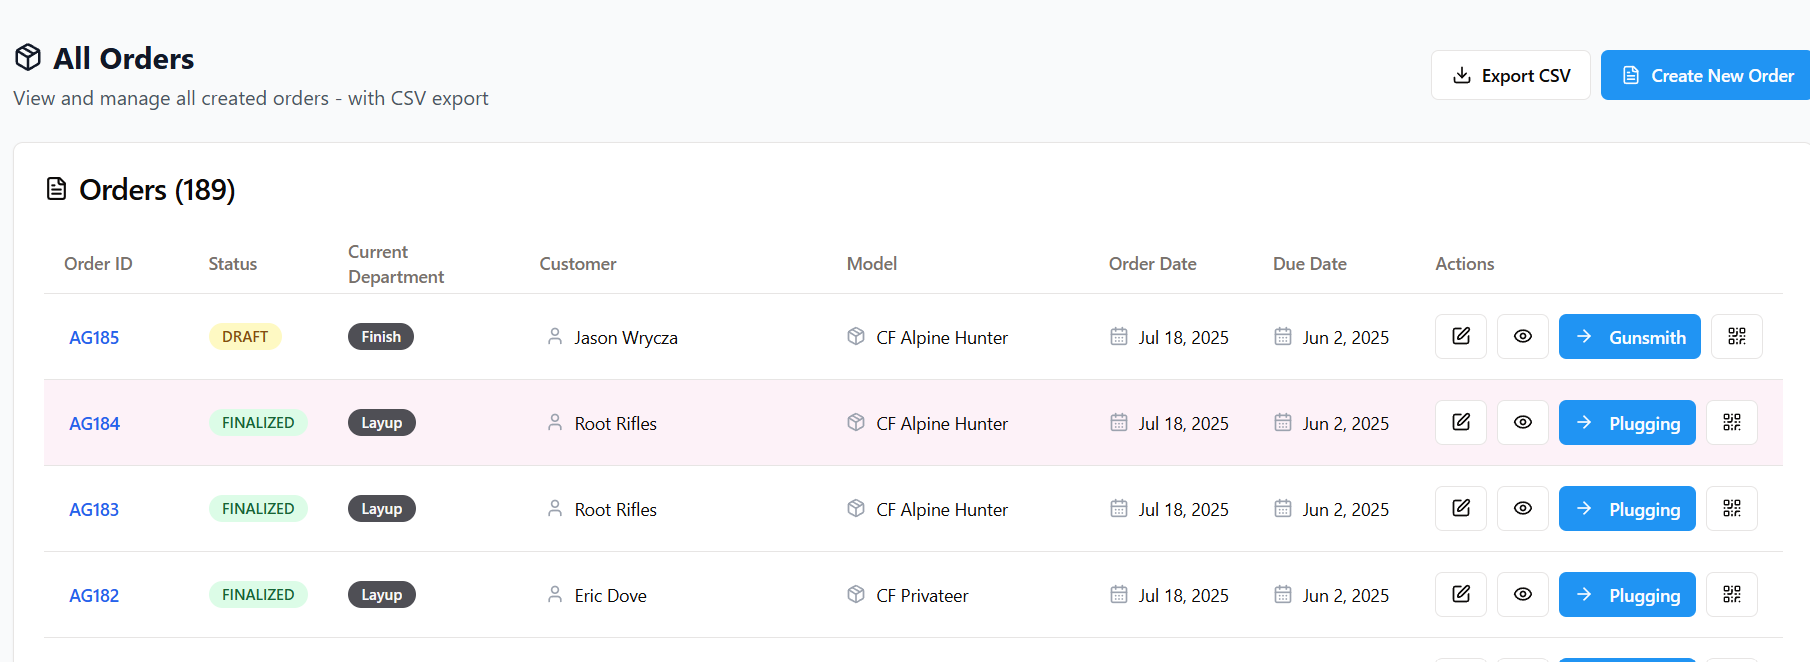 All Orders
View and manage all created orders - with CSV export
Export CSV
Create New Order
Orders (189)
Order ID Status Current Department Customer Model Order Date Due Date Actions
AG185 DRAFT Finish Jason Wrycza CF Alpine Hunter Jul 18, 2025 Jun 2, 2025 Gunsmith
AG184 FINALIZED Layup Root Rifles CF Alpine Hunter Jul 18, 2025 Jun 2, 2025 Plugging
AG183 FINALIZED Layup Root Rifles CF Alpine Hunter Jul 18, 2025 Jun 2, 2025 Plugging
AG182 FINALIZED Layup Eric Dove CF Privateer Jul 18, 2025 Jun 2, 2025 Plugging